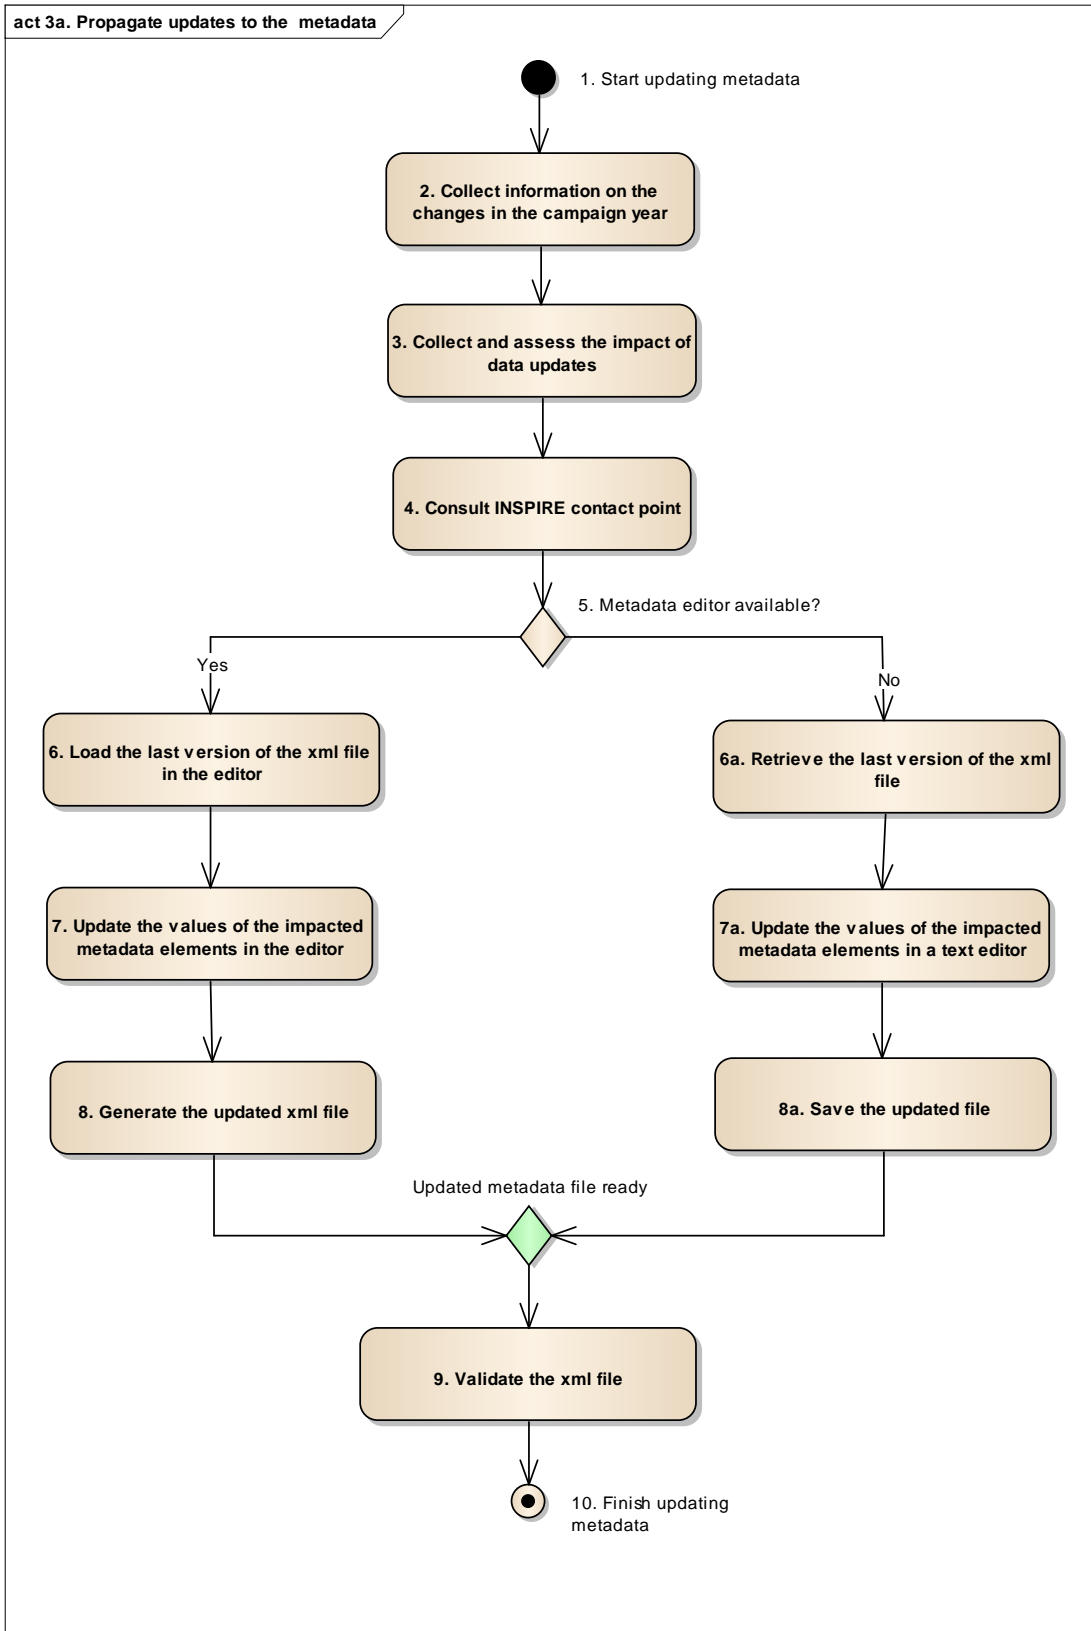 act 3a. Propagate updates to the  metadata
1. Start updating metadata
2. Collect information on the
changes in the campaign year
3. Collect and assess the impact of
data updates
4. Consult INSPIRE contact point
5. Metadata editor available?
Yes
No
6. Load the last version of the xml file
in the editor
6a. Retrieve the last version of the xml
file
7. Update the values of the impacted
metadata elements in the editor
7a. Update the values of the impacted
metadata elements in a text editor
8. Generate the updated xml file
8a. Save the updated file
Updated metadata file ready
9. Validate the xml file
10. Finish updating
metadata